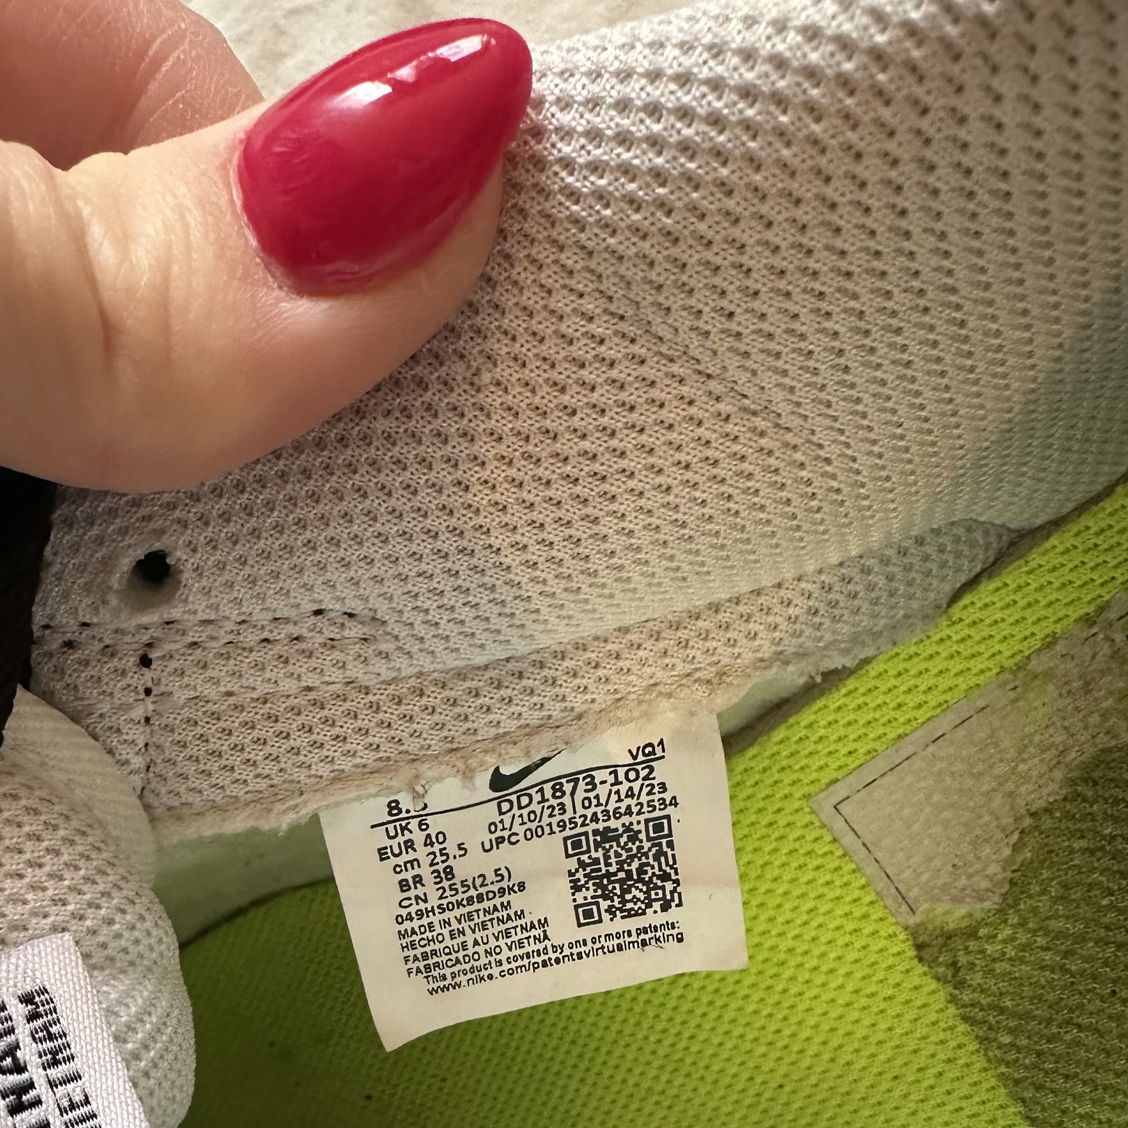 VQ1
8.5
DD1873-102
UK 6
01/10/23 01/14/23
EUR 40
UPC 00195243642534
cm 25.5
BR 38
CN 255(2.5)
049HS0K88D9K8
MADE IN VIETNAM
HECHO EN VIETNAM
FABRIQUE AU VIETNAM
FABRICADO NO VIETNÃ
This product is covered by one or more patents:
www.nike.com/patentsvirtualmarking